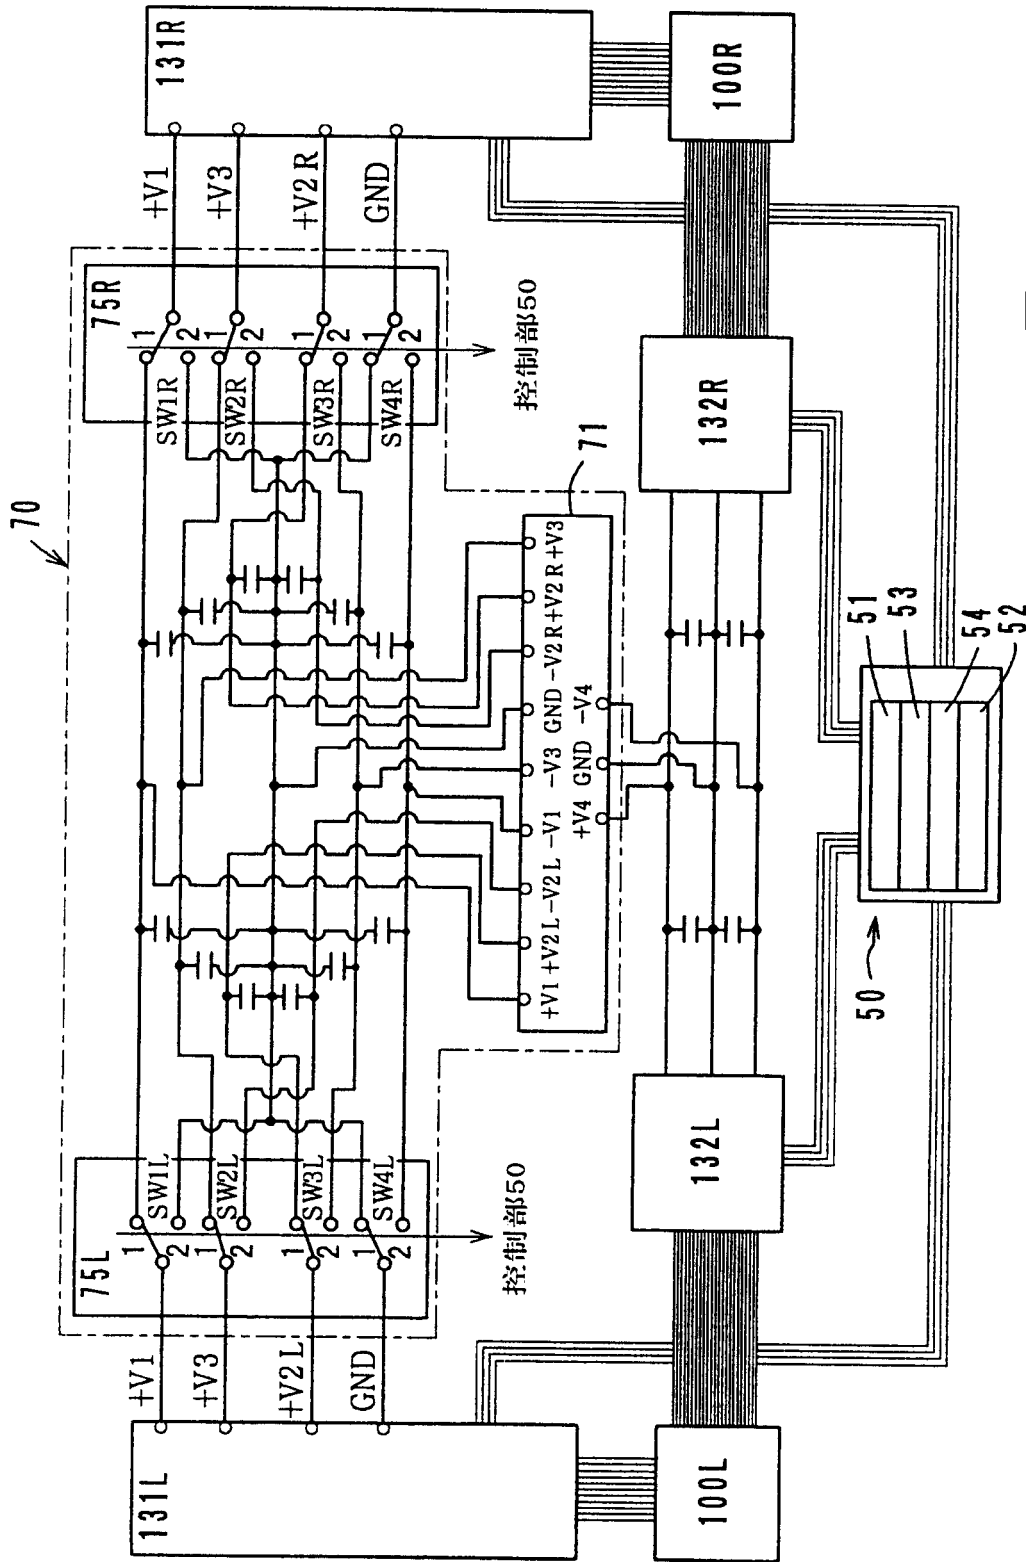 70
131L
+V1
+V3
+V2L
GND
75L
1
2
1
2
1
2
1
2
SW1L
SW2L
SW3L
SW4L
控制部50
75R
SW1R
SW2R
SW3R
SW4R
1
2
1
2
1
2
1
2
控制部50
+V1
+V3
+V2R
GND
131R
71
+V1
+V2L
-V2L
-V1
-V3
GND
-V2R
+V2R
+V3
+V4
GND
-V4
100L
132L
132R
100R
50
51
53
54
52